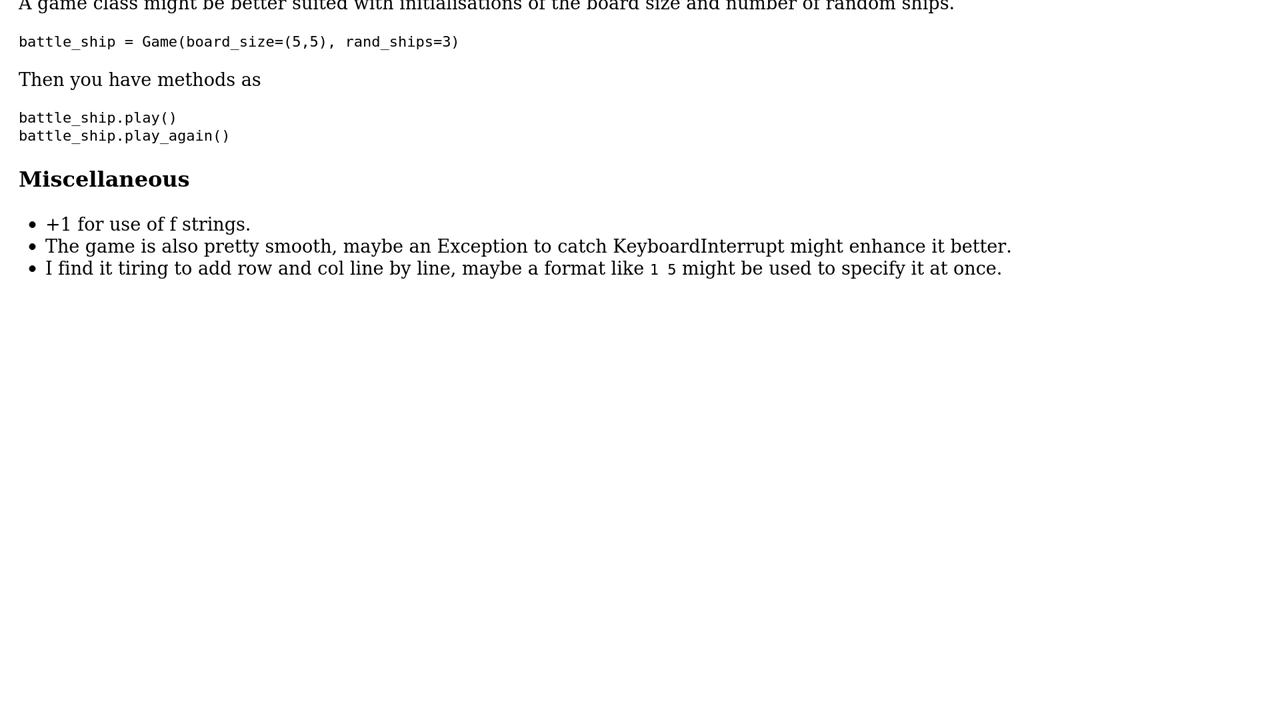 A game class might be better suited with initialisations of the board size and number of random ships.
battle_ship = Game(board_size=(5,5), rand_ships=3)
Then you have methods as
battle_ship.play()
battle_ship.play_again()
Miscellaneous
• +1 for use of f strings.
• The game is also pretty smooth, maybe an Exception to catch KeyboardInterrupt might enhance it better.
• I find it tiring to add row and col line by line, maybe a format like 1 5 might be used to specify it at once.